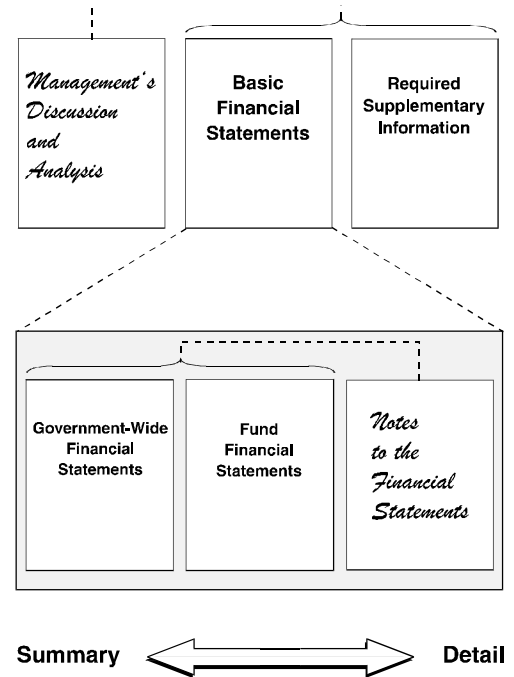 Management's
Discussion
and
Analysis
Basic
Financial
Statements
Required
Supplementary
Information
Government-Wide
Financial
Statements
Fund
Financial
Statements
Notes
to the
Financial
Statements
Summary
Detail